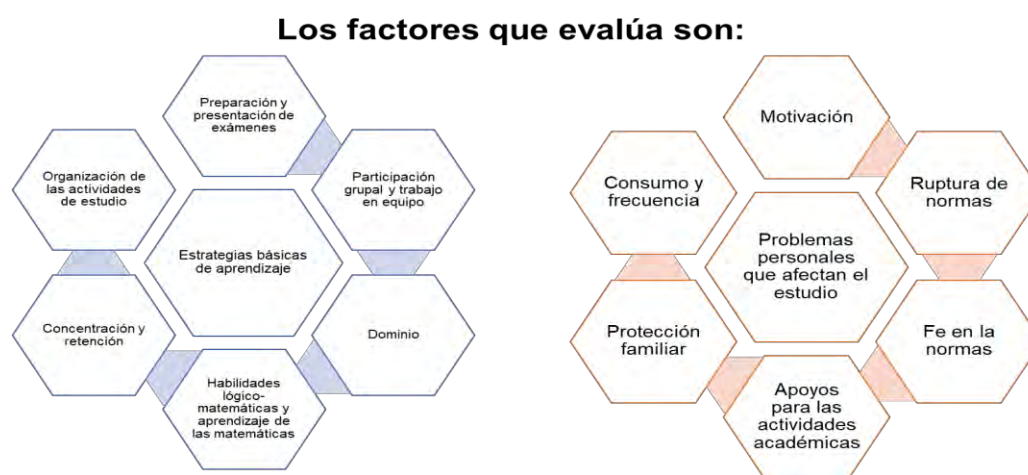 Los factores que evalúa son:
Preparación y
presentación de
exámenes
Organización de
las actividades
de estudio
Participación
grupal y trabajo
en equipo
Estrategias básicas
de aprendizaje
Concentración y
retención
Dominio
Habilidades
lógico-
matemáticas y
aprendizaje de
las matemáticas
Motivación
Consumo y
frecuencia
Ruptura de
normas
Problemas
personales
que afectan el
estudio
Protección
familiar
Fe en la
normas
Apoyos
para las
actividades
académicas